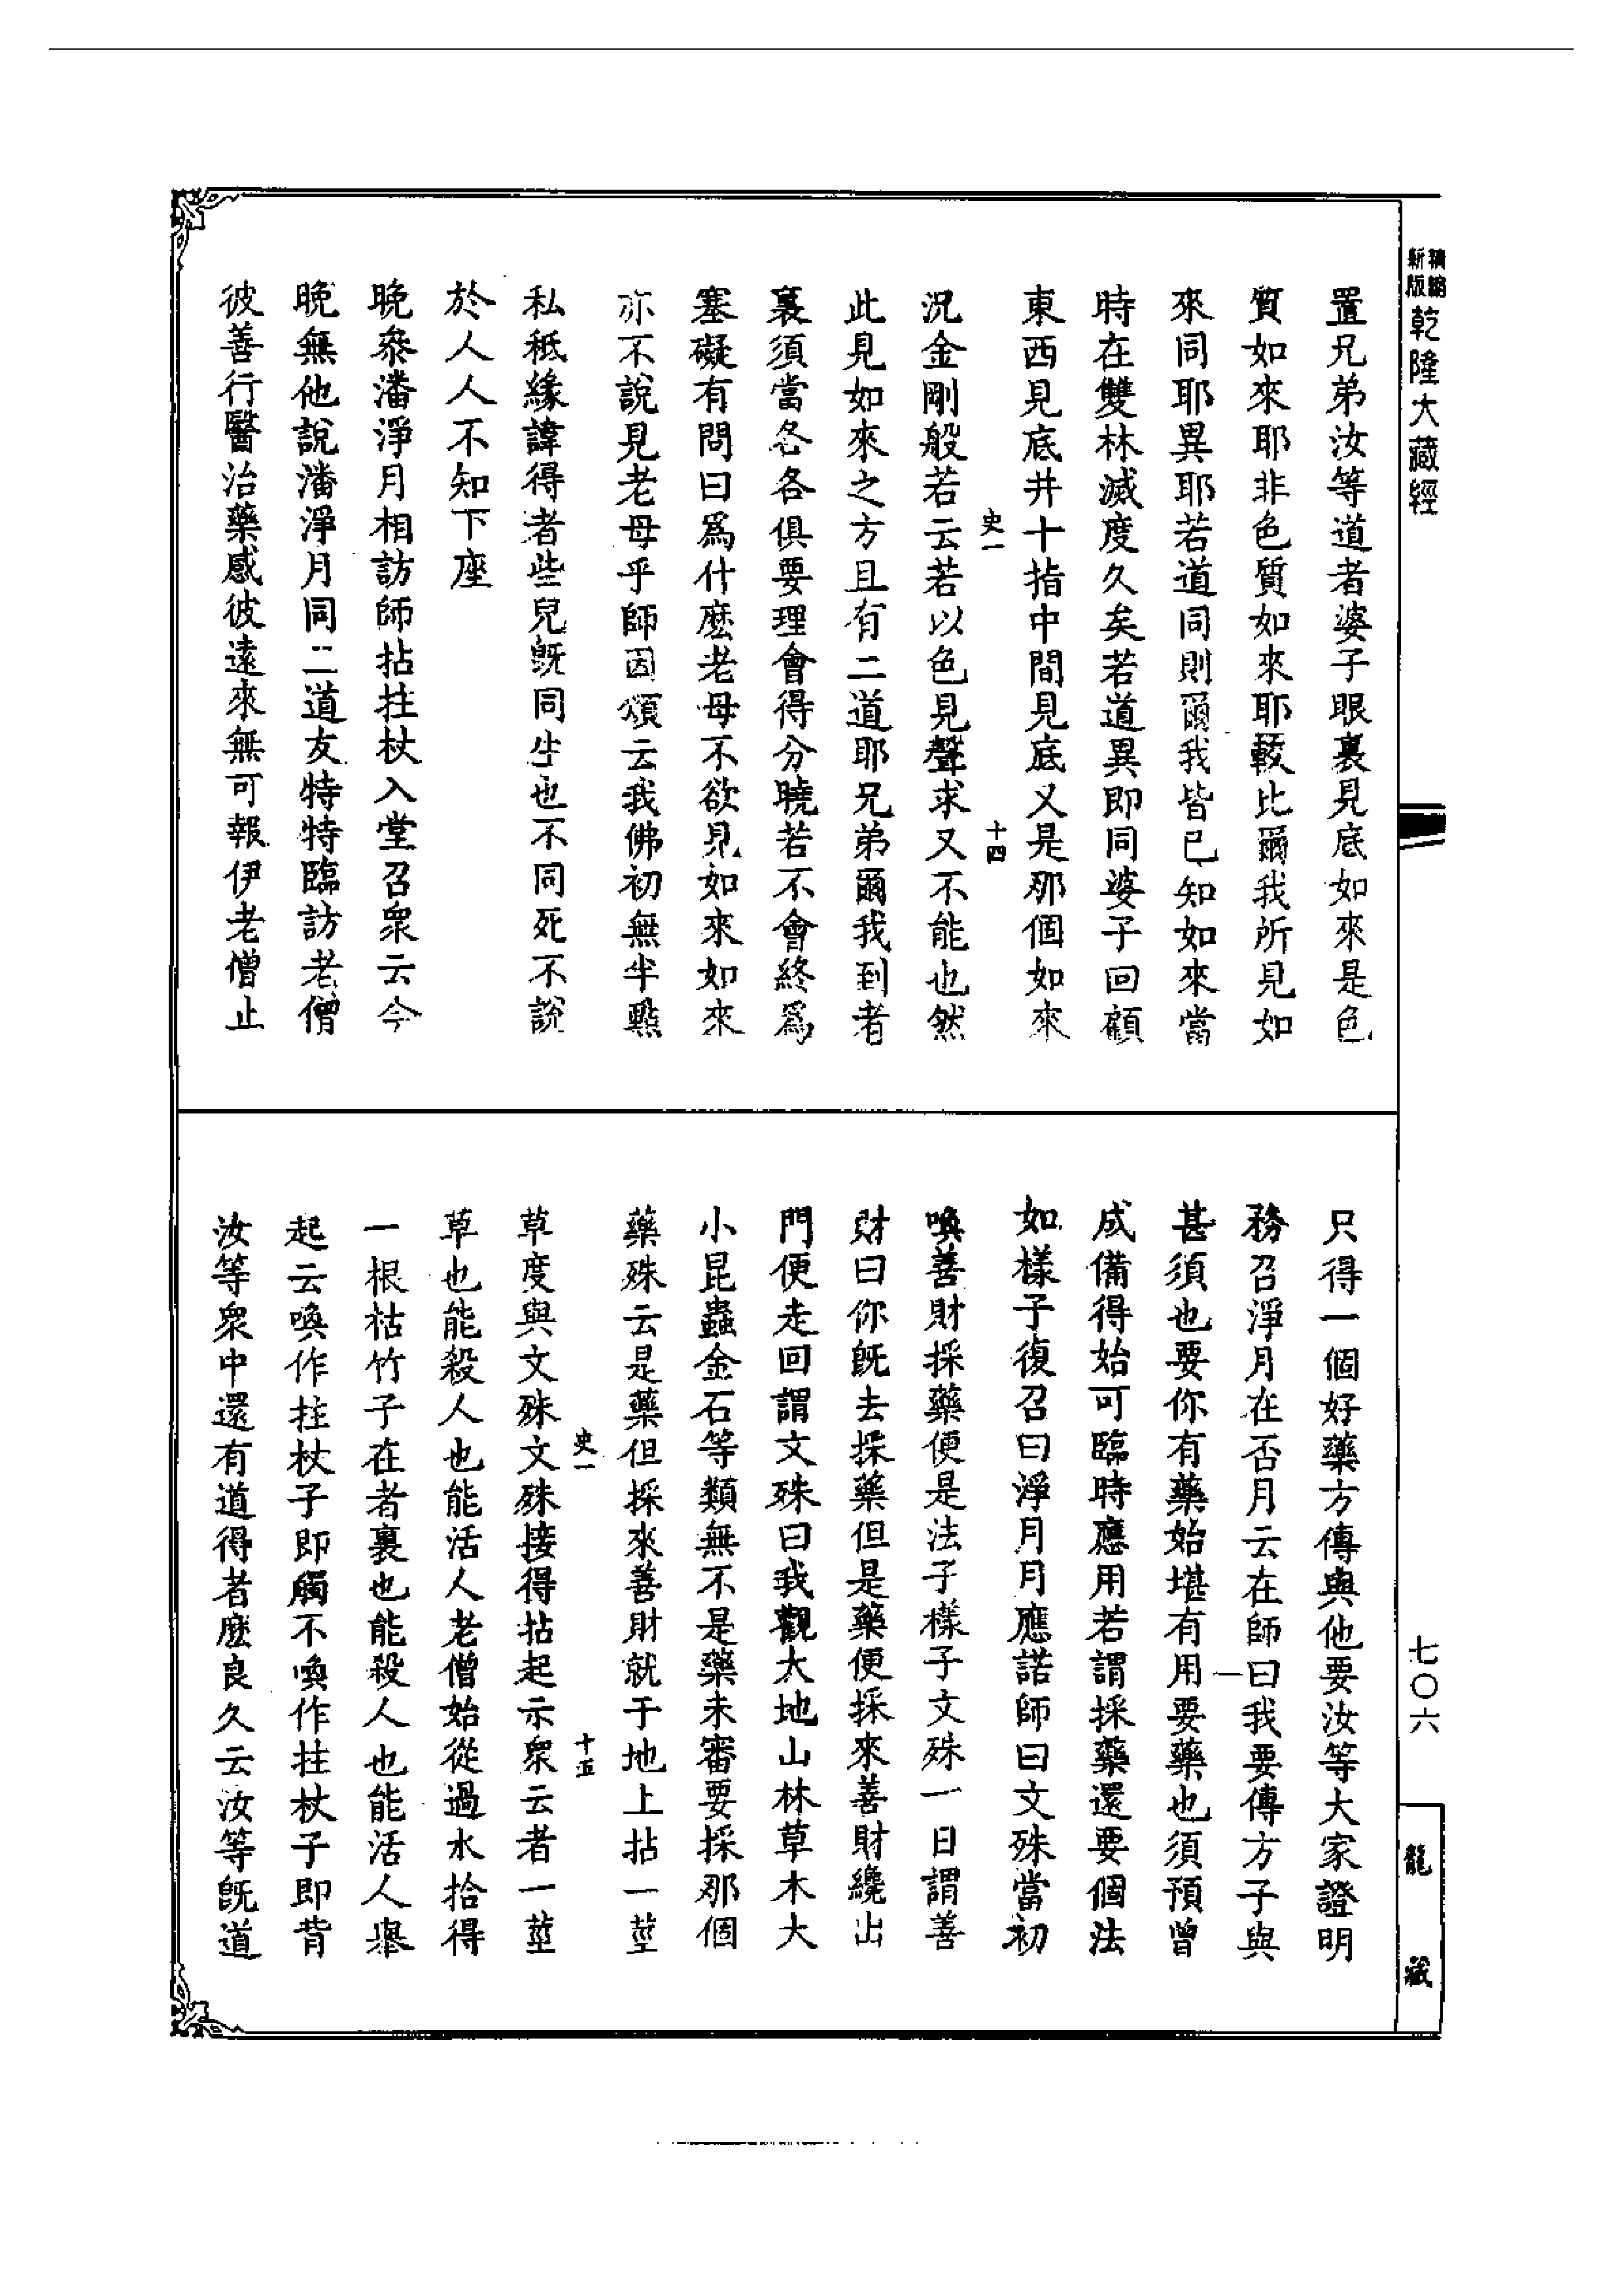 精縮
新版
乾隆大藏經
置兄弟汝等道者婆子眼裏見底如來是色
質如來耶非色質如來耶較比爾我所見如
來同耶異耶若道同則爾我皆已知如來當
時在雙林滅度久矣若道異即同婆子回顧
東西見底井十指中間見底又是那個如來
史一
十四
況金剛般若云若以色見聲求又不能也然
此見如來之方且有二道耶兄弟爾我到者
裏須當各各俱要理會得分曉若不會終爲
塞礙有問曰爲什麽老母不欲見如來如來
亦不說見老母乎師因頌云我佛初無半點
私秪緣諱得者些兒旣同生也不同死不說
於人人不知下座
晚叅潘淨月相訪師拈拄杖入堂召衆云今
晚無他說潘淨月同二道友特特臨訪老僧
彼善行醫治藥感彼遠來無可報伊老僧止
只得一個好藥方傳與他要汝等大家證明
務召淨月在否月云在師曰我要傳方子與
甚須也要你有藥始堪有用要藥也須預曾
成備得始可臨時應用若謂採藥還要個法
如樣子復召曰淨月月應諾師曰文殊當初
喚善財採藥便是法子樣子文殊一日謂善
財曰你旣去採藥但是藥便採來善財纔出
門便走回謂文殊曰我觀大地山林草木大
小昆蟲金石等類無不是藥未審要採那個
藥殊云是藥但採來善財就于地上拈一莖
史一
十五
草度與文殊文殊接得拈起示衆云者一莖
草也能殺人也能活人老僧始從過水拾得
一根枯竹子在者裏也能殺人也能活人舉
起云喚作拄杖子即觸不喚作拄杖子即背
汝等衆中還有道得者麽良久云汝等旣道
七〇六
龍藏